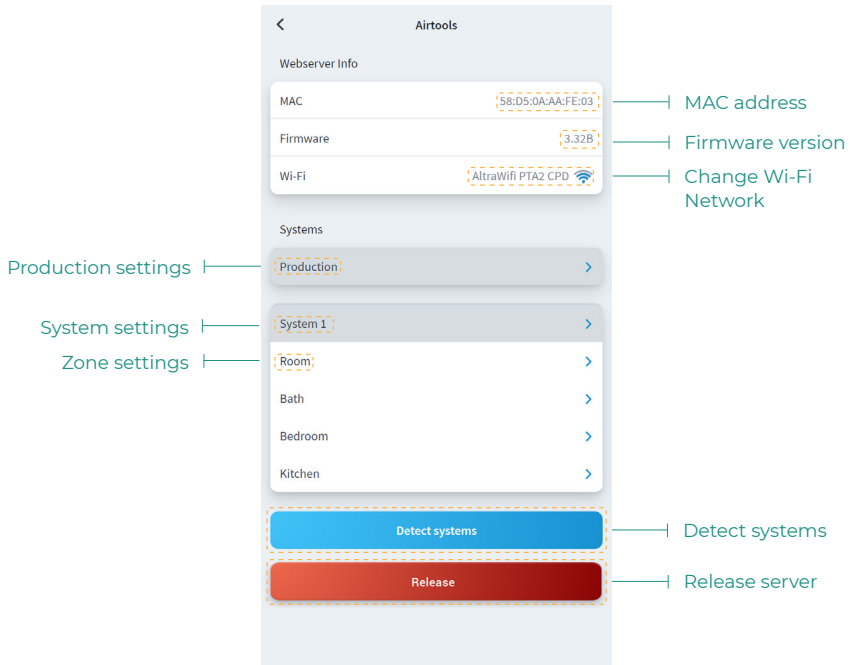 Airtools
Webserver Info
MAC 58:D5:0A:AA:FE:03
MAC address
Firmware 3.32B
Firmware version
Wi-Fi AltraWifi PTA2 CPD
Change Wi-Fi
Network
Systems
Production settings
Production
System settings
System 1
Zone settings
Room
Bath
Bedroom
Kitchen
Detect systems
Detect systems
Release
Release server